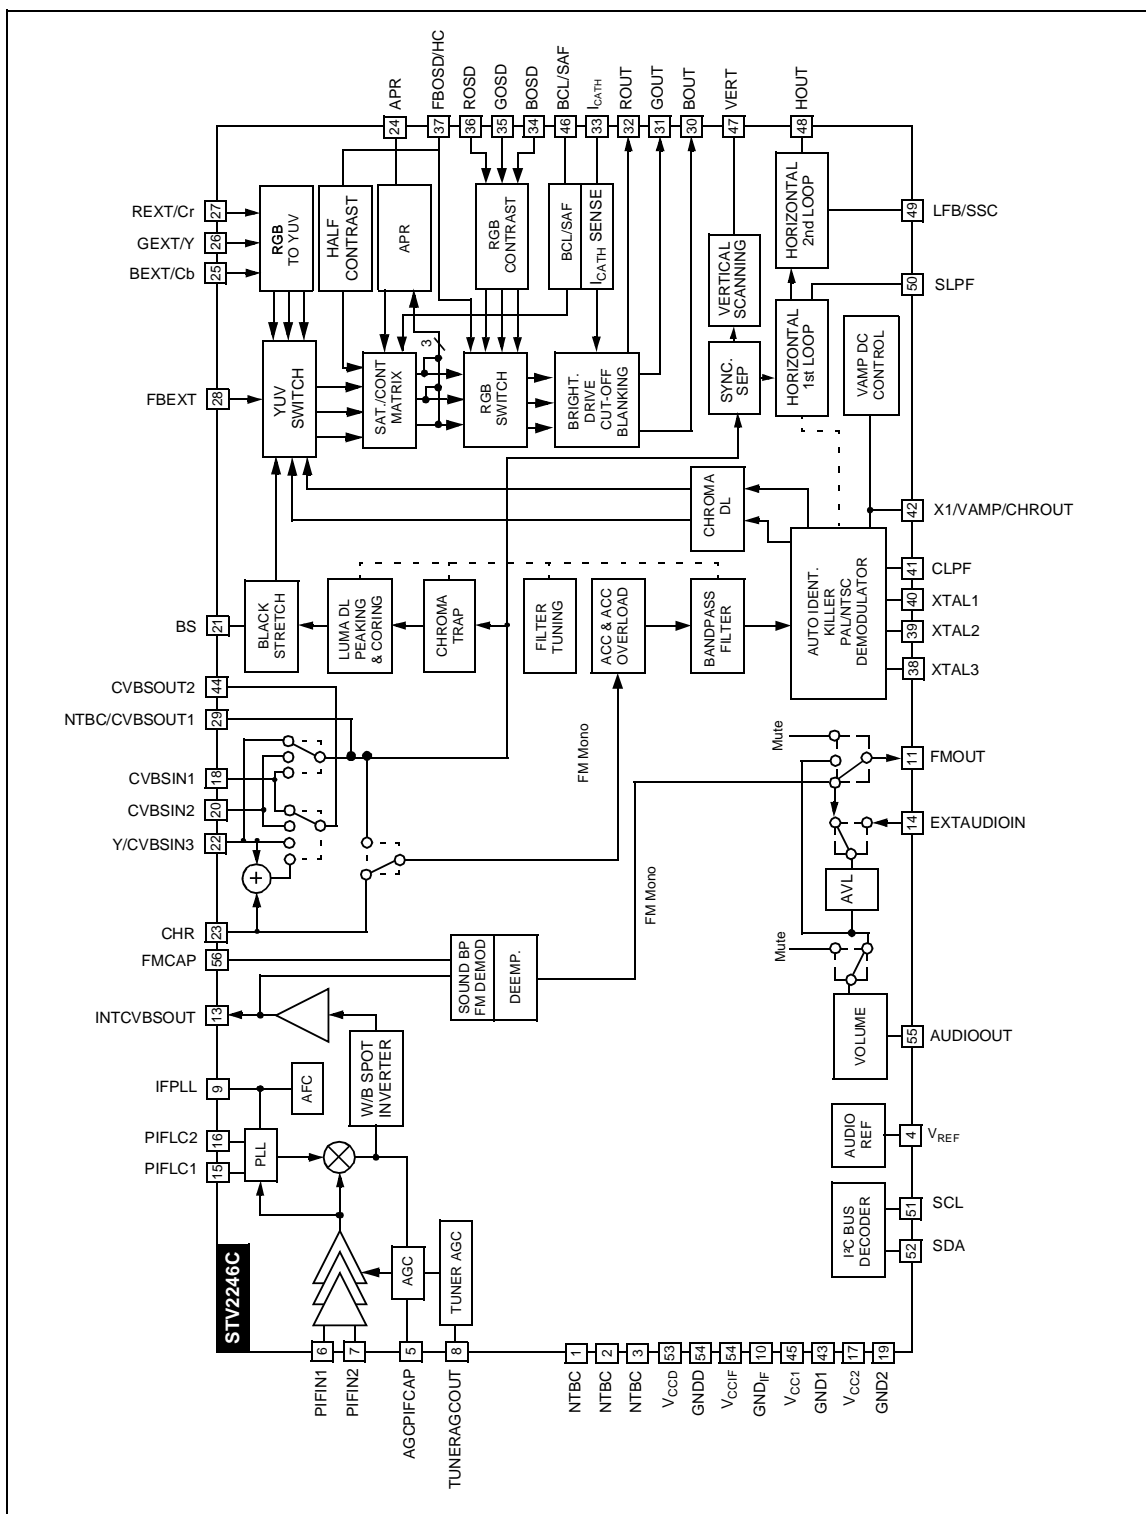 APR
FBOSD/HC
ROSD
GOSD
BOSD
BCL/SAF
ICATH
ROUT
GOUT
BOUT
VERT
HOUT
24
37
36
35
34
46
33
32
31
30
47
48
REXT/Cr
27
GEXT/Y
26
BEXT/Cb
25
RGB
TO YUV
HALF
CONTRAST
APR
RGB
CONTRAST
BCL/SAF
ICATH SENSE
VERTICAL
SCANNING
HORIZONTAL
2nd LOOP
49
LFB/SSC
50
SLPF
3
FBEXT
28
YUV
SWITCH
SAT./CONT
MATRIX
RGB
SWITCH
BRIGHT.
DRIVE
CUT-OFF
BLANKING
SYNC.
SEP
HORIZONTAL
1st LOOP
VAMP DC
CONTROL
CHROMA
DL
42
X1/VAMP/CHROUT
BS
21
BLACK
STRETCH
LUMA DL
PEAKING
& CORING
CHROMA
TRAP
FILTER
TUNING
ACC & ACC
OVERLOAD
BANDPASS
FILTER
AUTO IDENT.
KILLER
PAL/NTSC
DEMODULATOR
41
CLPF
40
XTAL1
39
XTAL2
38
XTAL3
CVBSOUT2
44
NTBC/CVBSOUT1
29
CVBSIN1
18
CVBSIN2
20
Y/CVBSIN3
22
+
CHR
23
FM Mono
FM Mono
Mute
11
FMOUT
14
EXTAUDIOIN
AVL
Mute
FMCAP
56
SOUND BP
FM DEMOD
DEEMP.
INTCVBSOUT
13
VOLUME
55
AUDIOOUT
W/B SPOT
INVERTER
IFPLL
9
AFC
PIFLC2
16
PIFLC1
15
PLL
AUDIO
REF
4
VREF
I²C BUS
DECODER
51
SCL
52
SDA
STV2246C
AGC
TUNER AGC
6
7
5
8
1
2
3
53
54
54
10
45
43
17
19
PIFIN1
PIFIN2
AGCPIFCAP
TUNERAGCOUT
NTBC
NTBC
NTBC
VCCD
GNDD
VCCIF
GNDIF
VCC1
GND1
VCC2
GND2